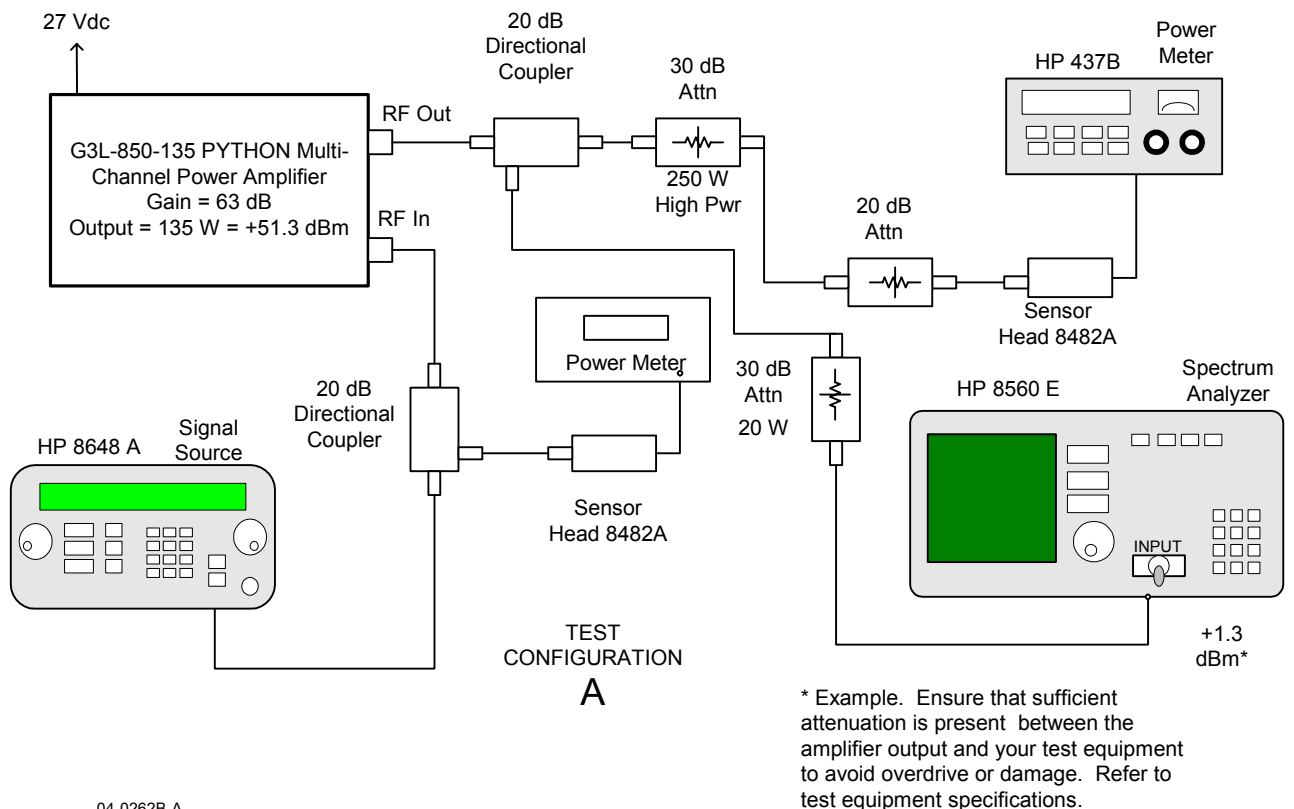 27 Vdc
G3L-850-135 PYTHON Multi-
Channel Power Amplifier
Gain = 63 dB
Output = 135 W = +51.3 dBm
RF Out
RF In
20 dB
Directional
Coupler
30 dB
Attn
250 W
High Pwr
20 dB
Attn
HP 437B
Power
Meter
Sensor
Head 8482A
Power Meter
20 dB
Directional
Coupler
Sensor
Head 8482A
30 dB
Attn
20 W
HP 8648 A
Signal
Source
HP 8560 E
Spectrum
Analyzer
INPUT
+1.3
dBm*
TEST
CONFIGURATION
A
* Example. Ensure that sufficient
attenuation is present between the
amplifier output and your test equipment
to avoid overdrive or damage. Refer to
test equipment specifications.
04-0262B-A